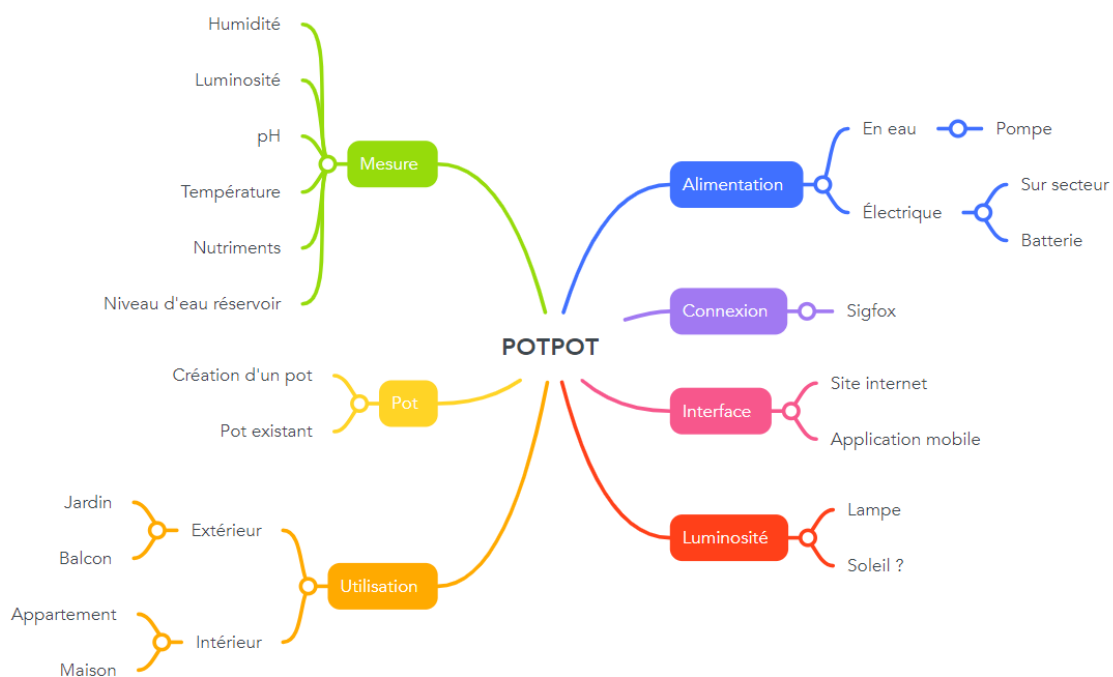 POTPOT
Mesure
Humidité
Luminosité
pH
Température
Nutriments
Niveau d'eau réservoir
Pot
Création d'un pot
Pot existant
Utilisation
Extérieur
Jardin
Balcon
Intérieur
Appartement
Maison
Alimentation
En eau
Pompe
Électrique
Sur secteur
Batterie
Connexion
Sigfox
Interface
Site internet
Application mobile
Luminosité
Lampe
Soleil ?